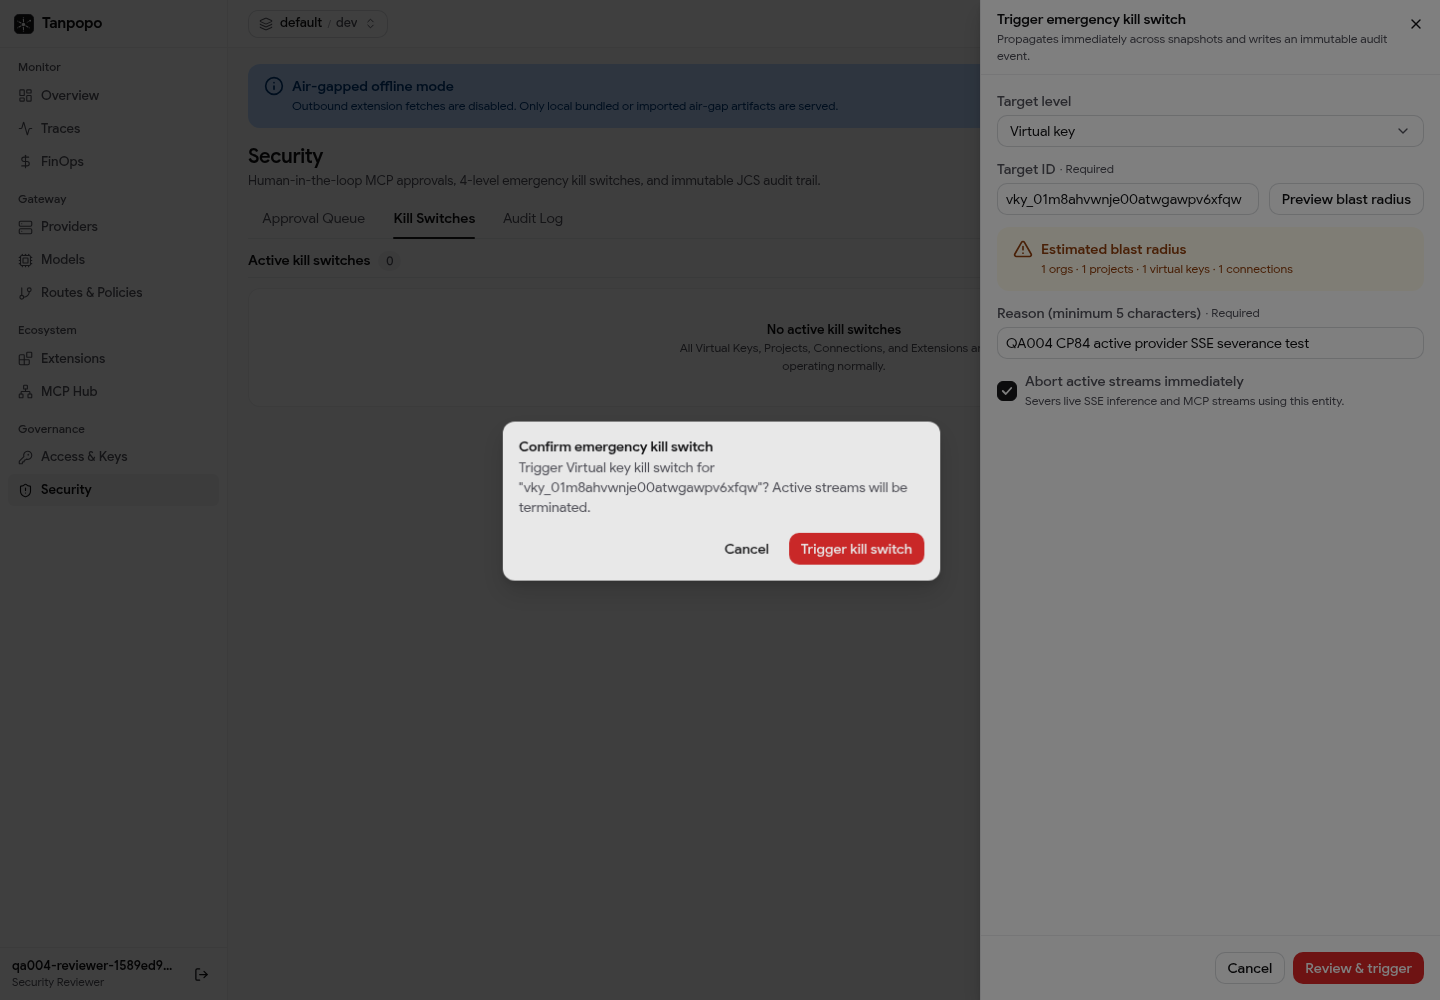 Tanpopo
default / dev
Monitor
Overview
Traces
FinOps
Gateway
Providers
Models
Routes & Policies
Ecosystem
Extensions
MCP Hub
Governance
Access & Keys
Security
qa004-reviewer-1589ed9...
Security Reviewer
Air-gapped offline mode
Outbound extension fetches are disabled. Only local bundled or imported air-gap artifacts are served.
Security
Human-in-the-loop MCP approvals, 4-level emergency kill switches, and immutable JCS audit trail.
Approval Queue
Kill Switches
Audit Log
Active kill switches 0
No active kill switches
All Virtual Keys, Projects, Connections, and Extensions
operating normally.
Confirm emergency kill switch
Trigger Virtual key kill switch for
"vky_01m8ahvwnje00atwgawpv6xfqw"? Active streams will be
terminated.
Cancel
Trigger kill switch
Trigger emergency kill switch
Propagates immediately across snapshots and writes an immutable audit
event.
Target level
Virtual key
Target ID · Required
vky_01m8ahvwnje00atwgawpv6xfqw
Preview blast radius
Estimated blast radius
1 orgs · 1 projects · 1 virtual keys · 1 connections
Reason (minimum 5 characters) · Required
QA004 CP84 active provider SSE severance test
Abort active streams immediately
Severs live SSE inference and MCP streams using this entity.
Cancel
Review & trigger